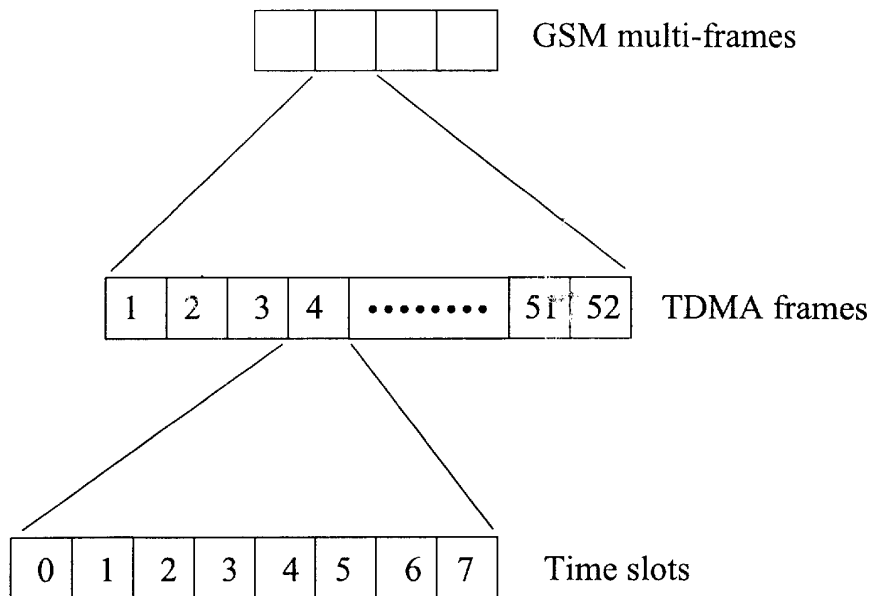 GSM multi-frames
1 2 3 4 ........ 51 52 TDMA frames
0 1 2 3 4 5 6 7 Time slots